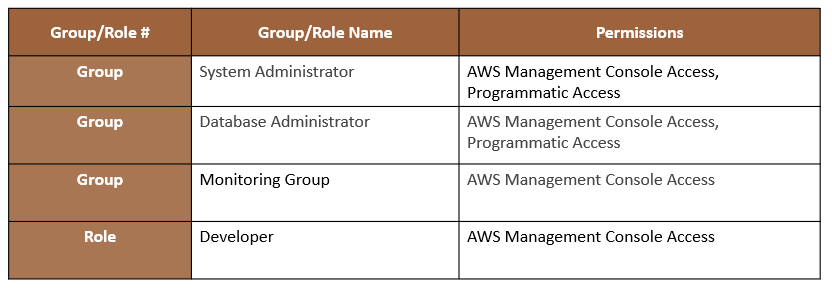 Group/Role # Group/Role Name Permissions
Group System Administrator AWS Management Console Access,
Programmatic Access
Group Database Administrator AWS Management Console Access,
Programmatic Access
Group Monitoring Group AWS Management Console Access
Role Developer AWS Management Console Access